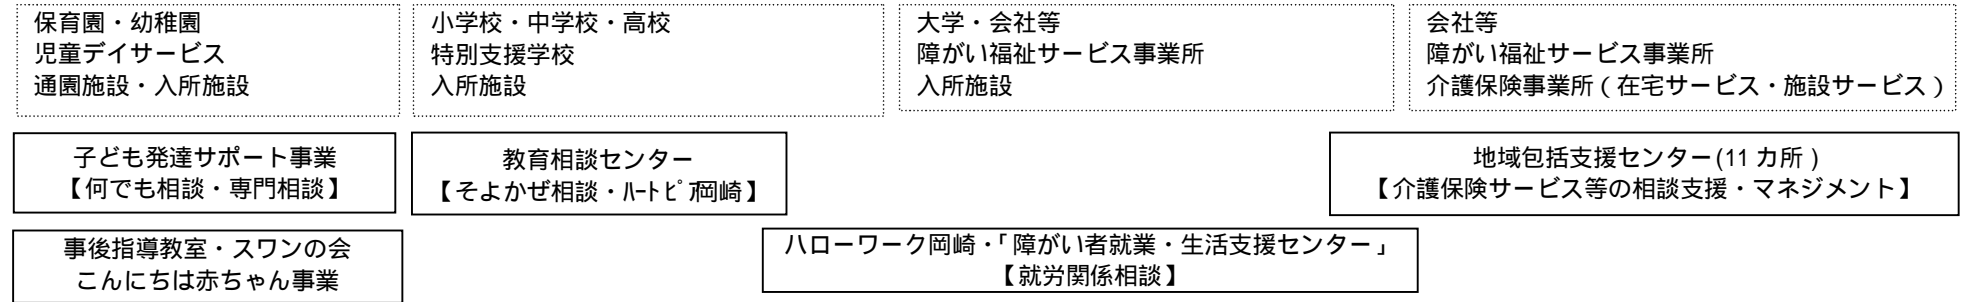 保育園・幼稚園
児童デイサービス
通園施設・入所施設
小学校・中学校・高校
特別支援学校
入所施設
大学・会社等
障がい福祉サービス事業所
入所施設
会社等
障がい福祉サービス事業所
介護保険事業所(在宅サービス・施設サービス)
子ども発達サポート事業
【何でも相談・専門相談】
教育相談センター
【そよかぜ相談・ハートピア岡崎】
地域包括支援センター(11カ所)
【介護保険サービス等の相談支援・マネジメント】
事後指導教室・スワンの会
こんにちは赤ちゃん事業
ハローワーク岡崎・「障がい者就業・生活支援センター」
【就労関係相談】